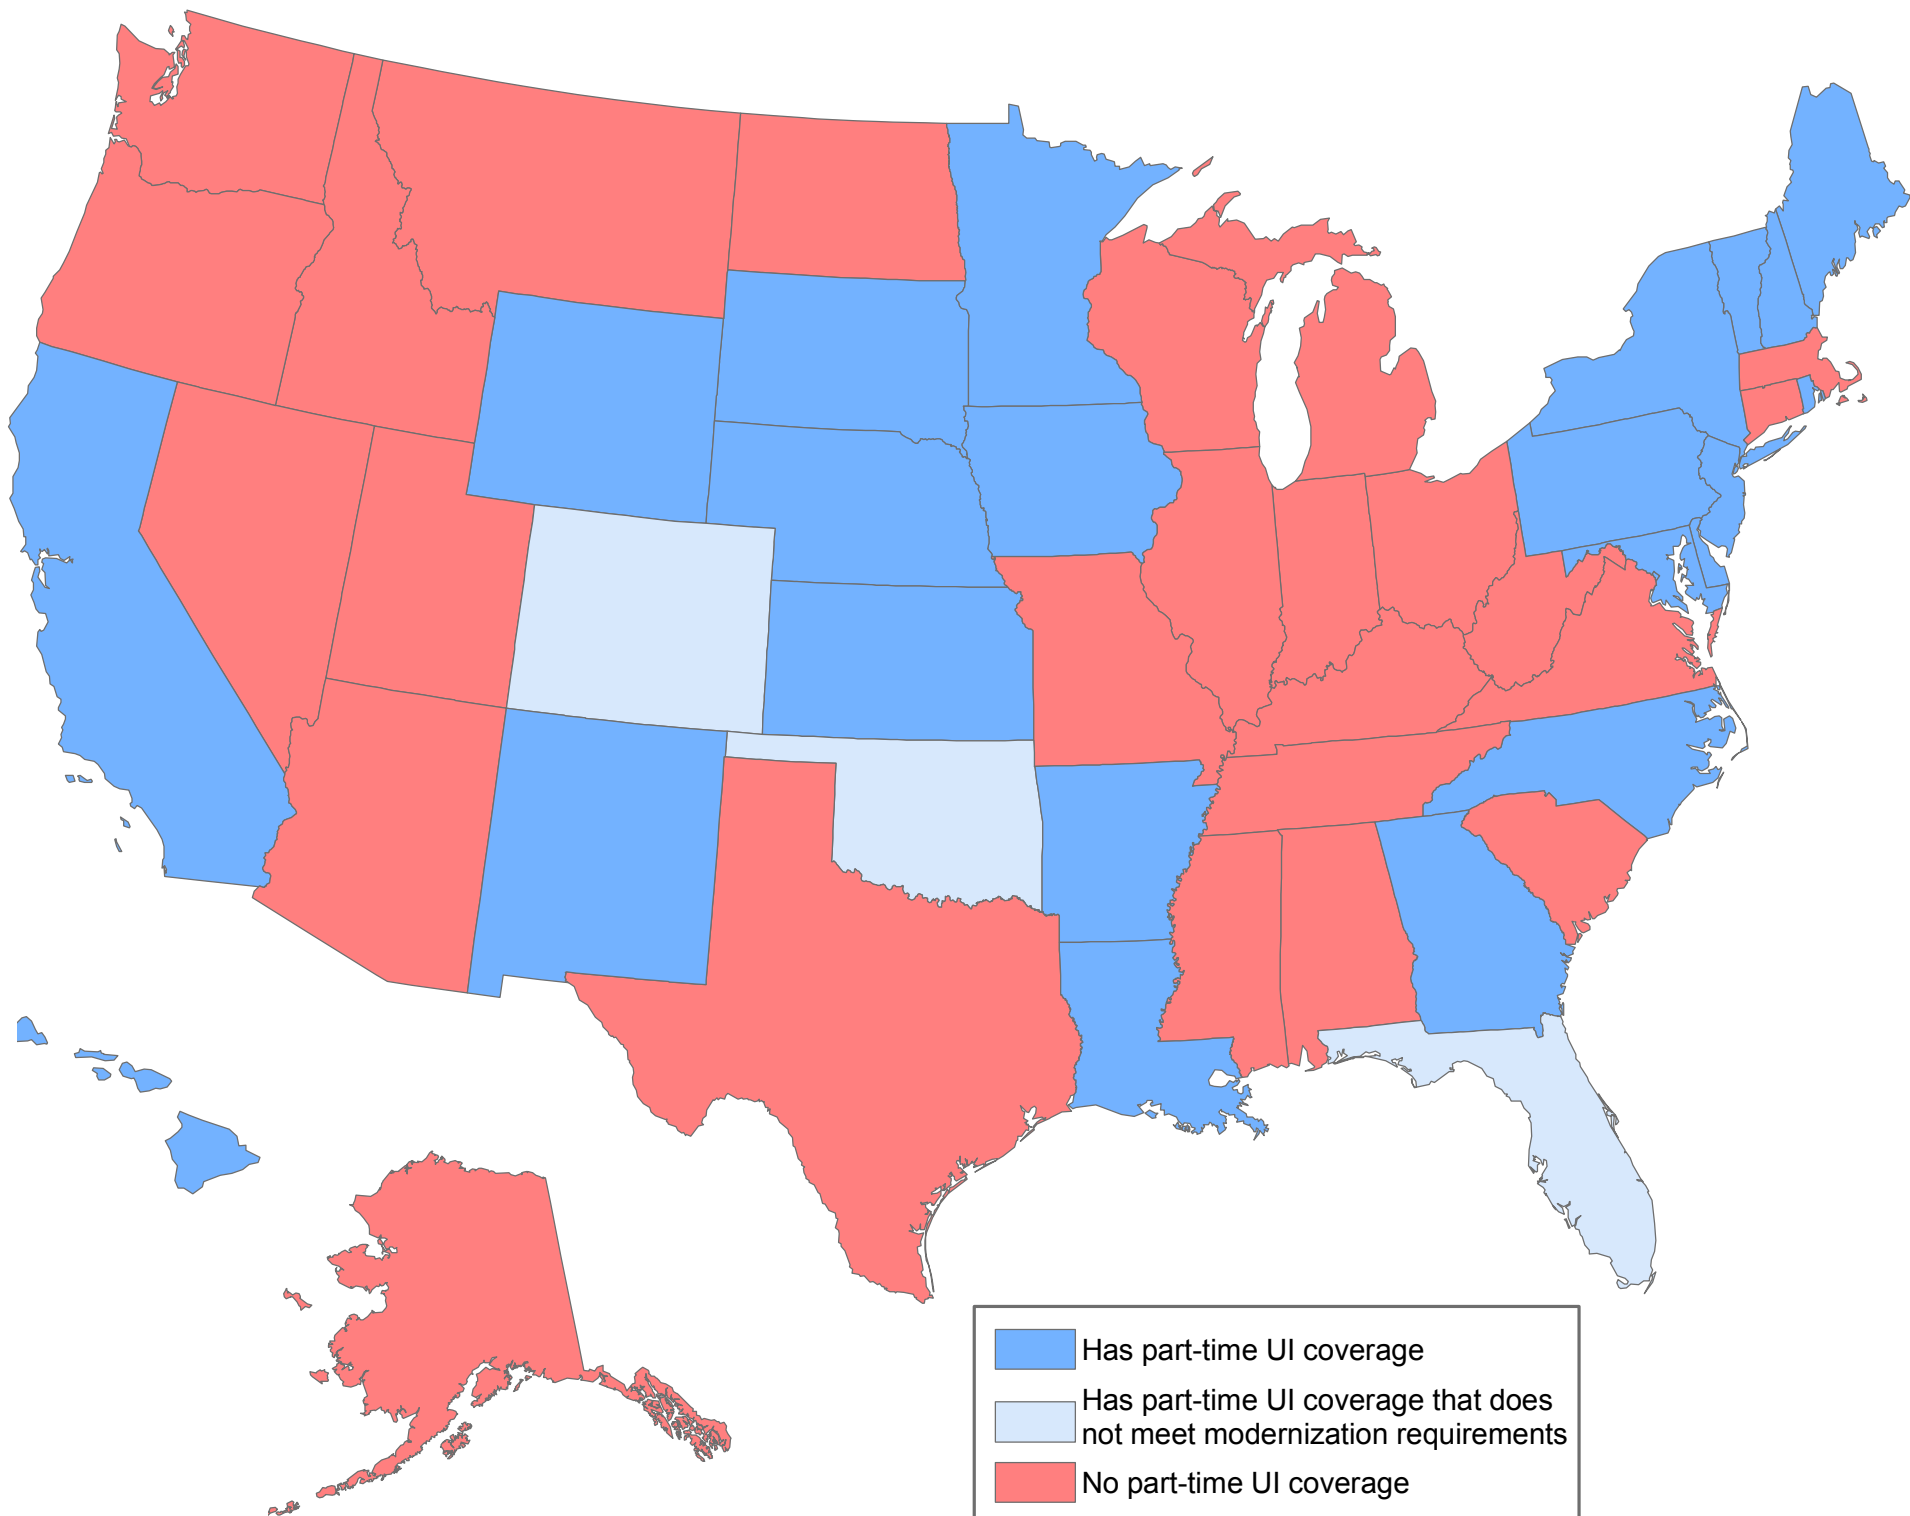 Has part-time UI coverage
Has part-time UI coverage that does
not meet modernization requirements
No part-time UI coverage